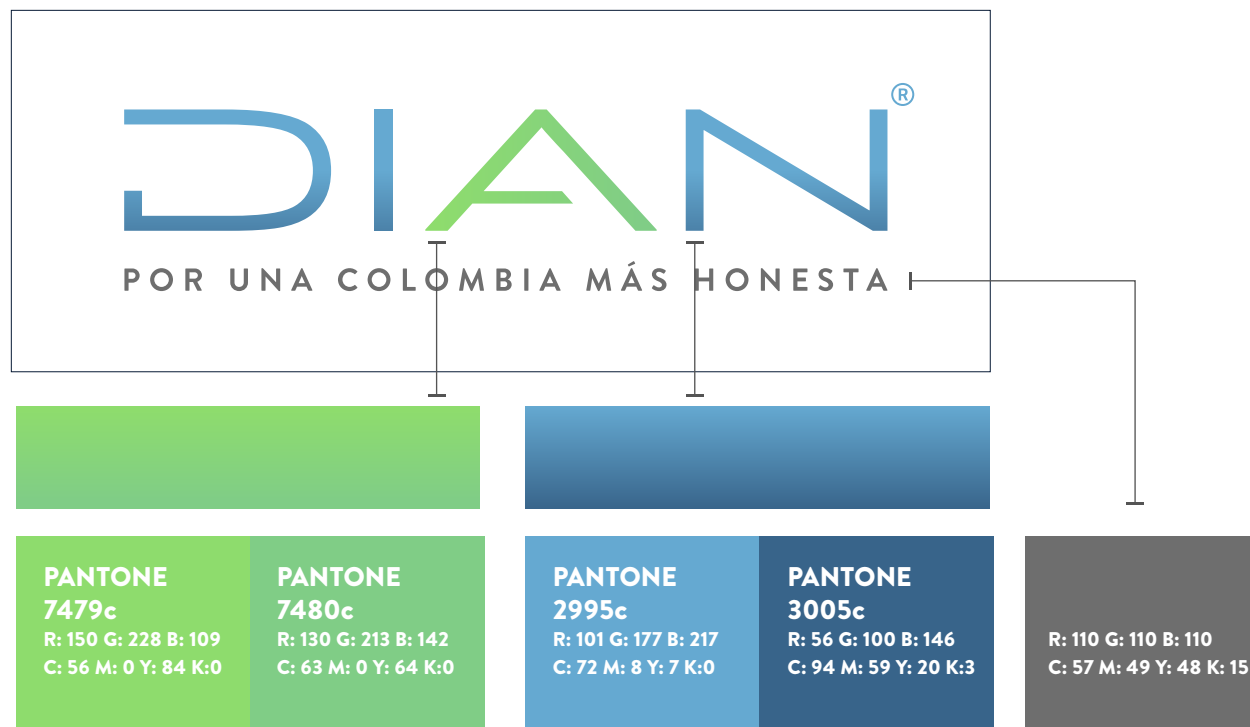 DIAN®
POR UNA COLOMBIA MÁS HONESTA
PANTONE
7479c
R: 150 G: 228 B: 109
C: 56 M: 0 Y: 84 K:0
PANTONE
7480c
R: 130 G: 213 B: 142
C: 63 M: 0 Y: 64 K:0
PANTONE
2995c
R: 101 G: 177 B: 217
C: 72 M: 8 Y: 7 K:0
PANTONE
3005c
R: 56 G: 100 B: 146
C: 94 M: 59 Y: 20 K:3
R: 110 G: 110 B: 110
C: 57 M: 49 Y: 48 K: 15